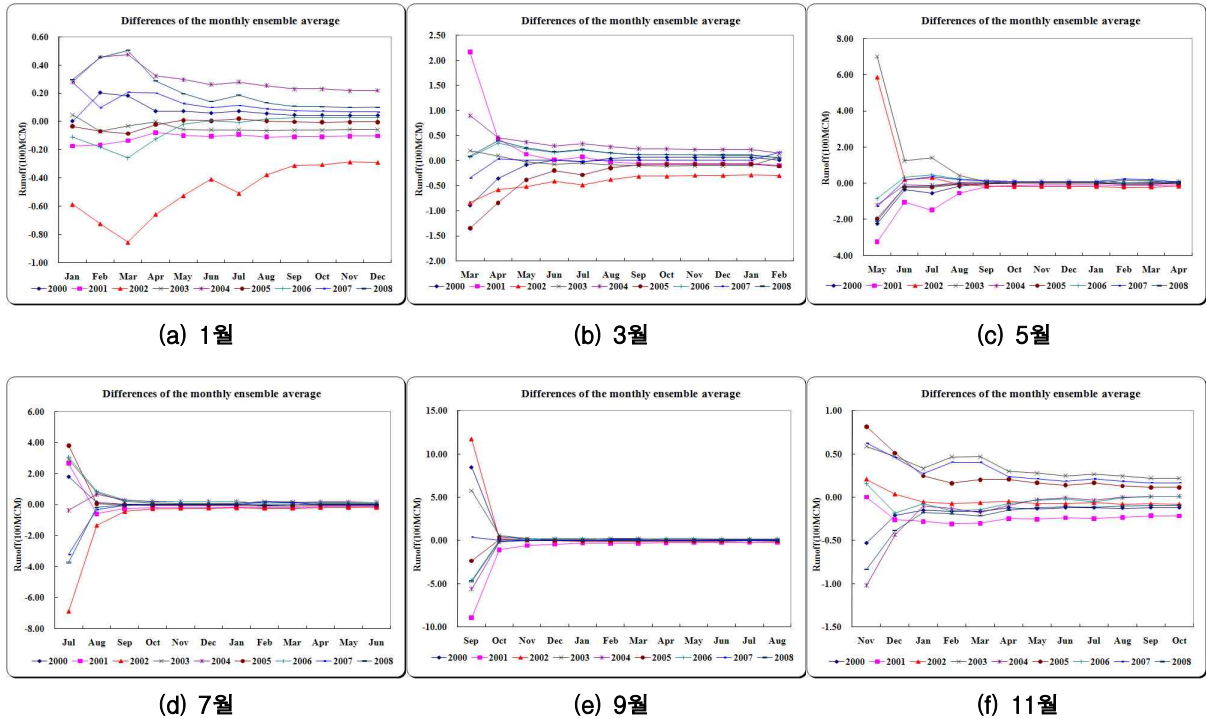 Differences of the monthly ensemble average
Runoff(100MCM)
0.60
0.40
0.20
0.00
-0.20
-0.40
-0.60
-0.80
-1.00
Jan Feb Mar Apr May Jun Jul Aug Sep Oct Nov Dec
2000 2001 2002 2003 2004 2005 2006 2007 2008
(a) 1월
Differences of the monthly ensemble average
Runoff(100MCM)
2.50
2.00
1.50
1.00
0.50
0.00
-0.50
-1.00
-1.50
-2.00
Mar Apr May Jun Jul Aug Sep Oct Nov Dec Jan Feb
2000 2001 2002 2003 2004 2005 2006 2007 2008
(b) 3월
Differences of the monthly ensemble average
Runoff(100MCM)
8.00
6.00
4.00
2.00
0.00
-2.00
-4.00
May Jun Jul Aug Sep Oct Nov Dec Jan Feb Mar Apr
2000 2001 2002 2003 2004 2005 2006 2007 2008
(c) 5월
Differences of the monthly ensemble average
Runoff(100MCM)
6.00
4.00
2.00
0.00
-2.00
-4.00
-6.00
-8.00
Jul Aug Sep Oct Nov Dec Jan Feb Mar Apr May Jun
2000 2001 2002 2003 2004 2005 2006 2007 2008
(d) 7월
Differences of the monthly ensemble average
Runoff(100MCM)
15.00
10.00
5.00
0.00
-5.00
-10.00
Sep Oct Nov Dec Jan Feb Mar Apr May Jun Jul Aug
2000 2001 2002 2003 2004 2005 2006 2007 2008
(e) 9월
Differences of the monthly ensemble average
Runoff(100MCM)
1.00
0.50
0.00
-0.50
-1.00
-1.50
Nov Dec Jan Feb Mar Apr May Jun Jul Aug Sep Oct
2000 2001 2002 2003 2004 2005 2006 2007 2008
(f) 11월